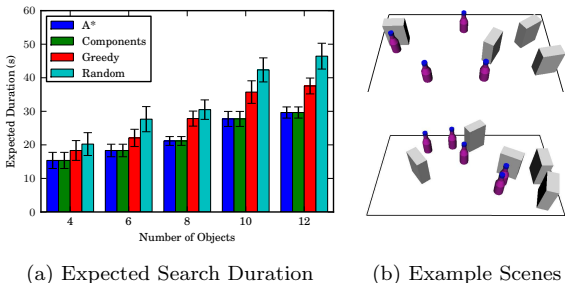 60
50
40
30
20
10
0
Expected Duration (s)
A*
Components
Greedy
Random
4 6 8 10 12
Number of Objects
(a) Expected Search Duration
(b) Example Scenes